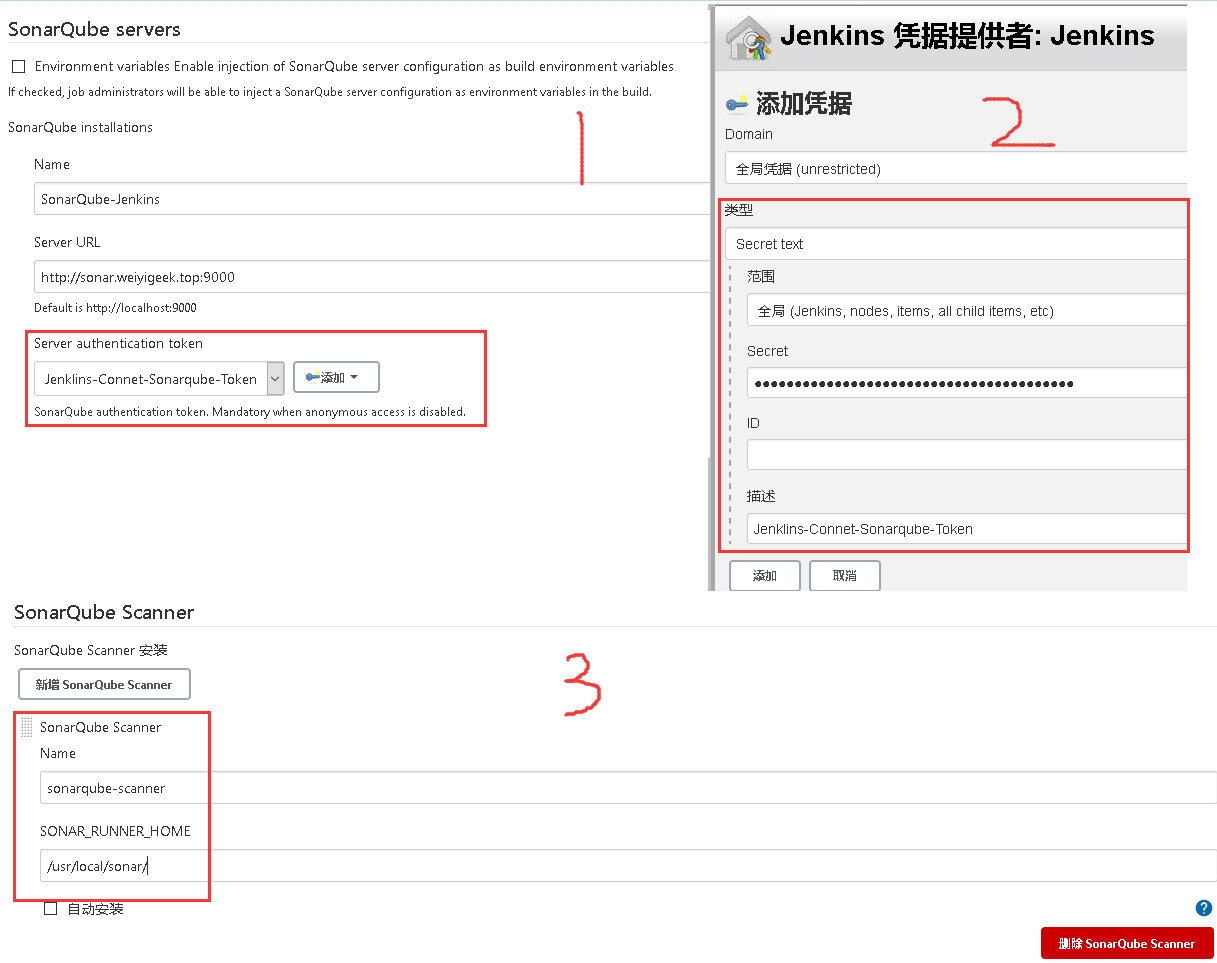 SonarQube servers
Environment variables Enable injection of SonarQube server configuration as build environment variables
If checked, job administrators will be able to inject a SonarQube server configuration as environment variables in the build.
SonarQube installations
1
Name
SonarQube-Jenkins
Server URL
http://sonar.weiyigeek.top:9000
Default is http://localhost:9000
Server authentication token
Jenklins-Connet-Sonarqube-Token
添加
SonarQube authentication token. Mandatory when anonymous access is disabled.
Jenkins 凭据提供者: Jenkins
添加凭据
2
Domain
全局凭据 (unrestricted)
类型
Secret text
范围
全局 (Jenkins, nodes, items, all child items, etc)
Secret
••••••••••••••••••••••••••••••••••••••••
ID
描述
Jenklins-Connet-Sonarqube-Token
添加 取消
SonarQube Scanner
SonarQube Scanner 安装
3
新增 SonarQube Scanner
SonarQube Scanner
Name
sonarqube-scanner
SONAR_RUNNER_HOME
/usr/local/sonar/
自动安装
?
删除 SonarQube Scanner